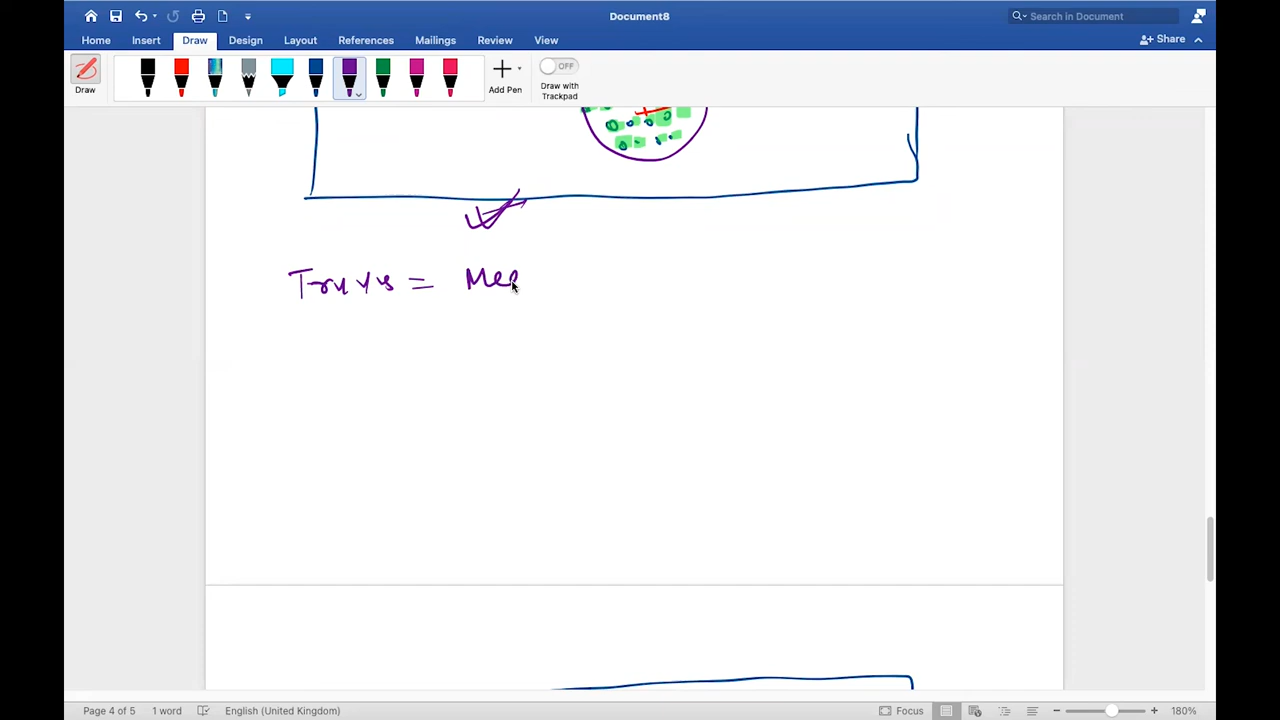 Document8
Search in Document
Home Insert Draw Design Layout References Mailings Review View
Share
Draw
Add Pen
OFF
Draw with
Trackpad
=
Page 4 of 5 1 word English (United Kingdom)
Focus
180%